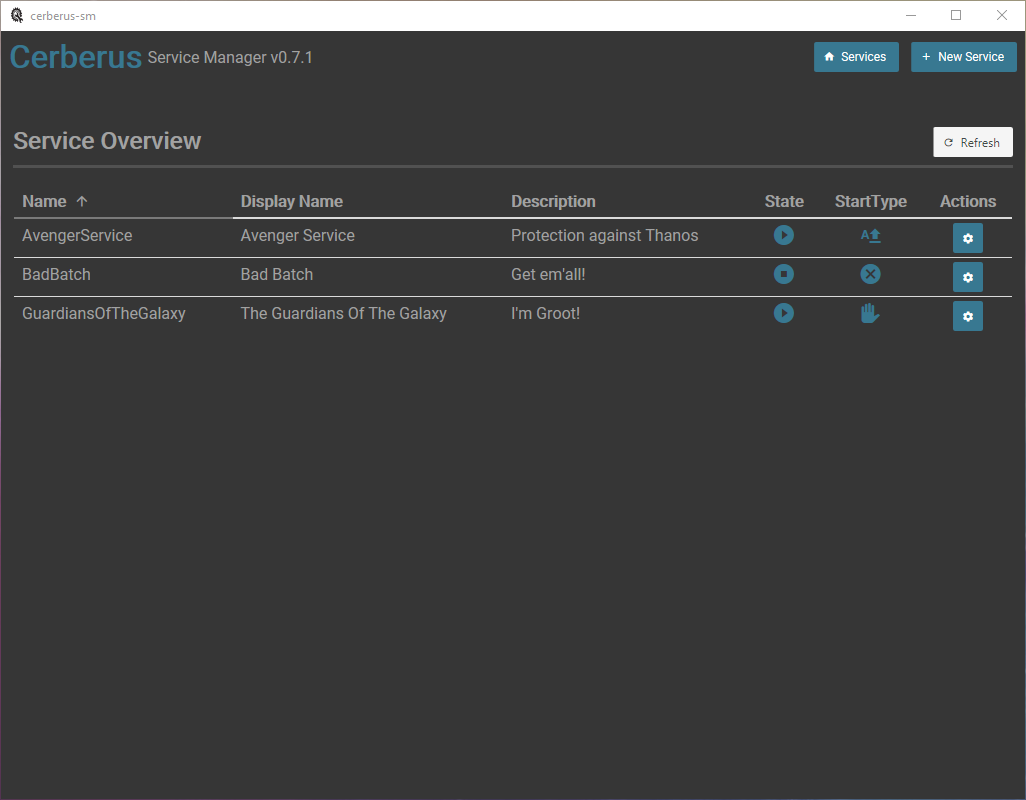 cerberus-sm
Cerberus Service Manager v0.7.1 Services New Service
Service Overview Refresh
Name Display Name Description State StartType Actions
AvengerService Avenger Service Protection against Thanos A
BadBatch Bad Batch Get em'all!
GuardiansOfTheGalaxy The Guardians Of The Galaxy I'm Groot!